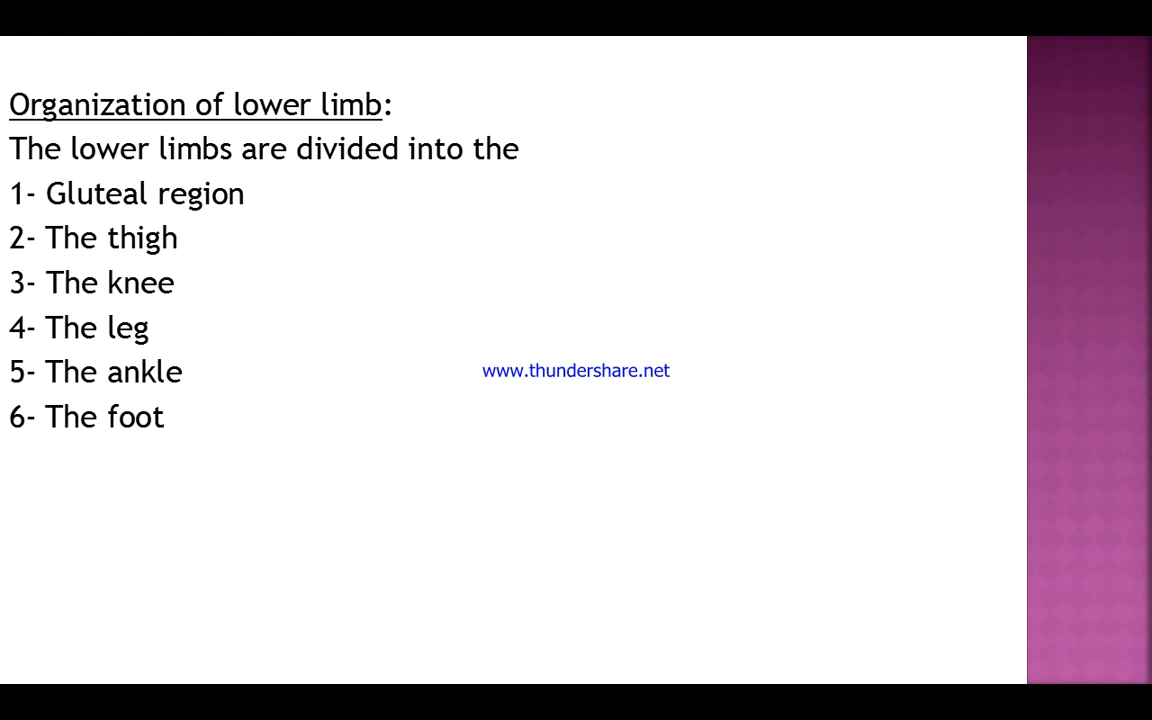 Organization of lower limb:
The lower limbs are divided into the
1- Gluteal region
2- The thigh
3- The knee
4- The leg
5- The ankle
www.thundershare.net
6- The foot